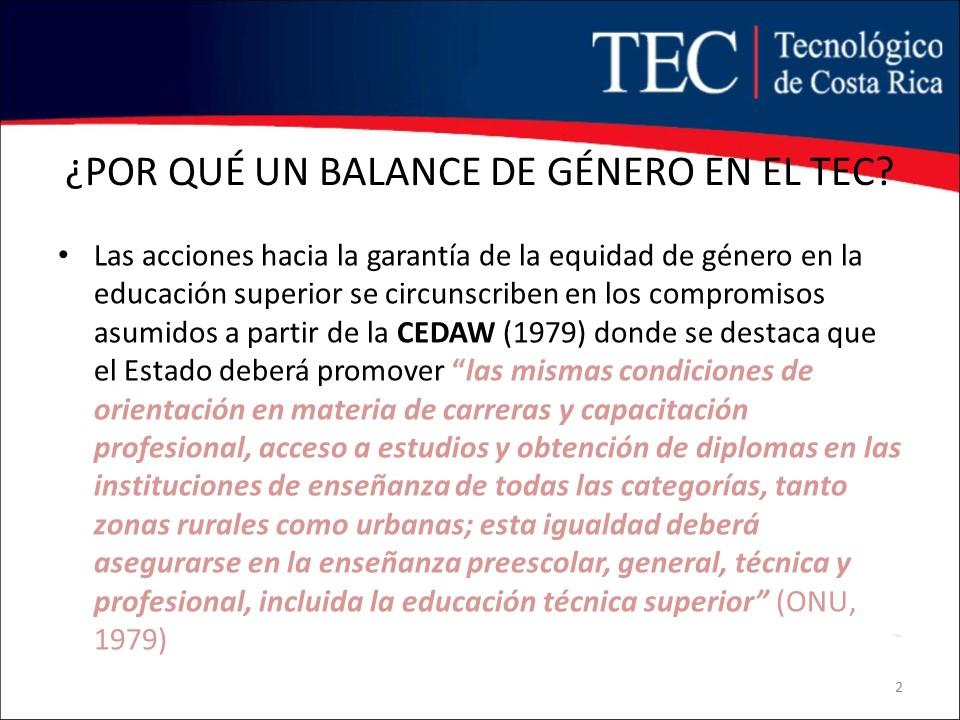 TEC
Tecnológico
de Costa Rica
¿POR QUÉ UN BALANCE DE GÉNERO EN EL TEC?
• Las acciones hacia la garantía de la equidad de género en la
educación superior se circunscriben en los compromisos
asumidos a partir de la CEDAW (1979) donde se destaca que
el Estado deberá promover “las mismas condiciones de
orientación en materia de carreras y capacitación
profesional, acceso a estudios y obtención de diplomas en las
instituciones de enseñanza de todas las categorías, tanto
zonas rurales como urbanas; esta igualdad deberá
asegurarse en la enseñanza preescolar, general, técnica y
profesional, incluida la educación técnica superior” (ONU,
1979)
2